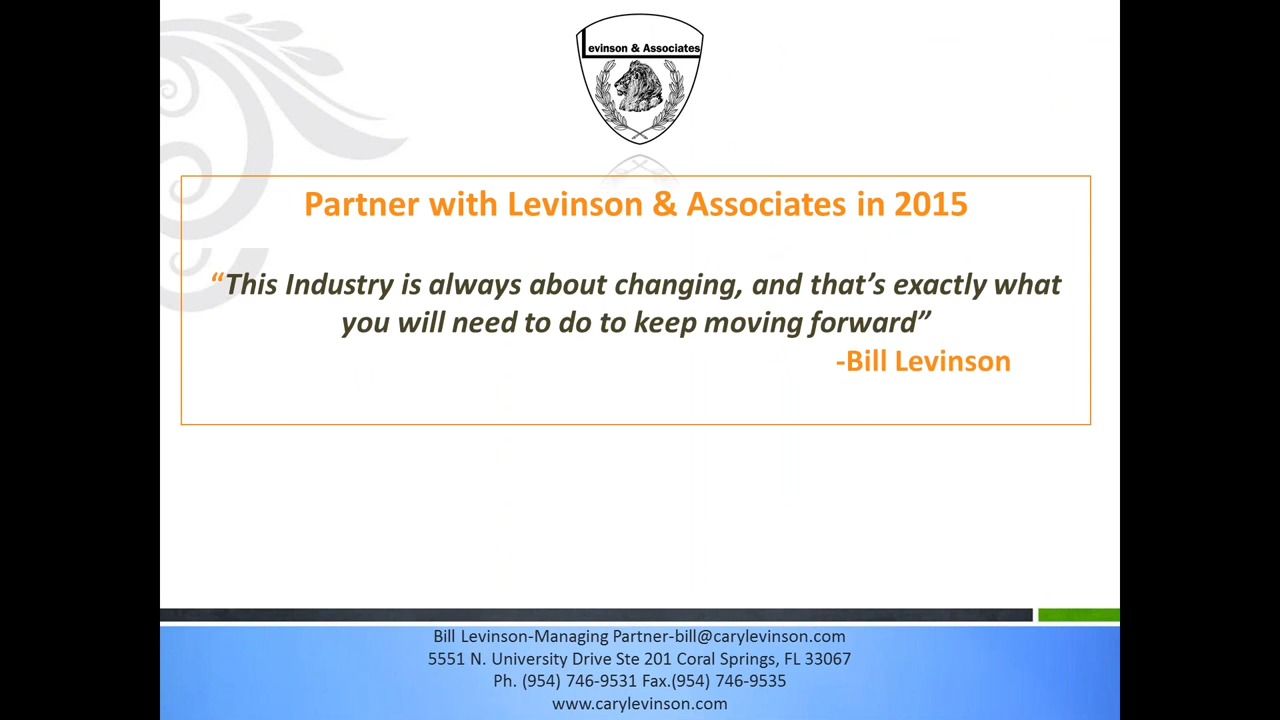 Levinson & Associates
Partner with Levinson & Associates in 2015
“This Industry is always about changing, and that’s exactly what
you will need to do to keep moving forward”
-Bill Levinson
Bill Levinson-Managing Partner-bill@carylevinson.com
5551 N. University Drive Ste 201 Coral Springs, FL 33067
Ph. (954) 746-9531 Fax.(954) 746-9535
www.carylevinson.com